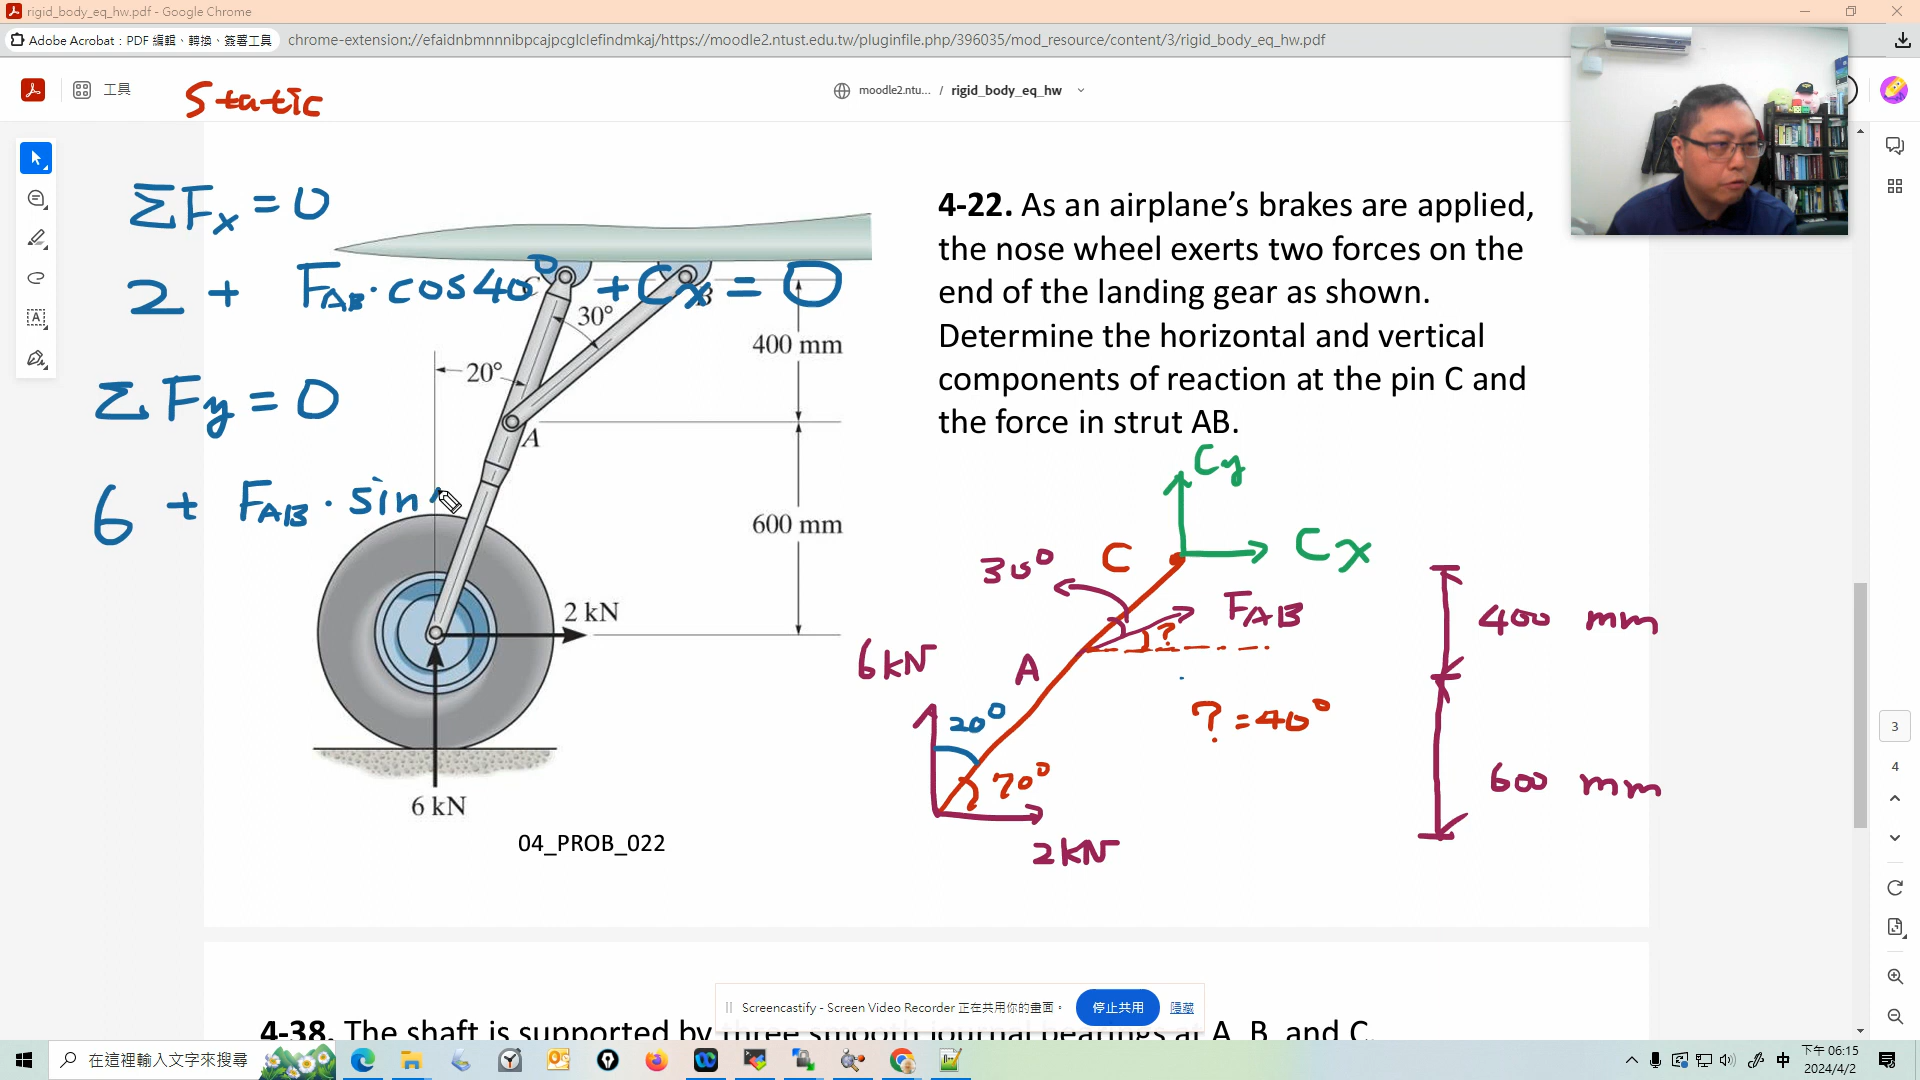 rigid_body_eq_hw.pdf - Google Chrome
Adobe Acrobat：PDF 編輯、轉換、簽署工具
chrome-extension://efaidnbmnnnibpcajpcglclefindmkaj/https://moodle2.ntust.edu.tw/pluginfile.php/396035/mod_resource/content/3/rigid_body_eq_hw.pdf
工具
Static
moodle2.ntu... / rigid_body_eq_hw
ΣFx = 0
2 + FAB · cos40° + Cx = 0
ΣFy = 0
6 + FAB · sin
C
B
30°
20°
A
400 mm
600 mm
2 kN
6 kN
04_PROB_022
4-22. As an airplane’s brakes are applied,
the nose wheel exerts two forces on the
end of the landing gear as shown.
Determine the horizontal and vertical
components of reaction at the pin C and
the force in strut AB.
Cy
Cx
C
30°
FAB
?
A
6kN
20°
70°
2kN
? = 40°
400 mm
600 mm
3
4
4-38. The shaft is supported by three smooth journal bearings at A, B, and C.
Screencastify - Screen Video Recorder 正在共用你的畫面。
停止共用
隱藏
在這裡輸入文字來搜尋
中
下午 06:15
2024/4/2